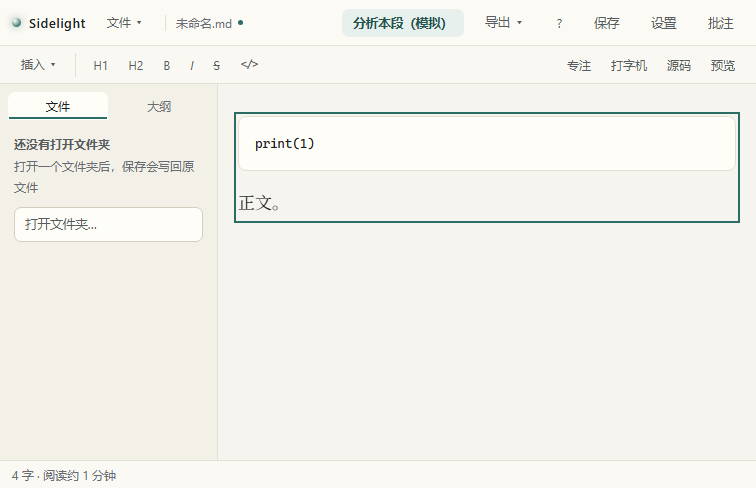 Sidelight 文件 ▾ 未命名.md ● 分析本段（模拟） 导出 ▾ ? 保存 设置 批注
插入 ▾ H1 H2 B I S </> 专注 打字机 源码 预览
文件 大纲
还没有打开文件夹
打开一个文件夹后，保存会写回原
文件
打开文件夹...
print(1)
正文。
4 字 · 阅读约 1 分钟